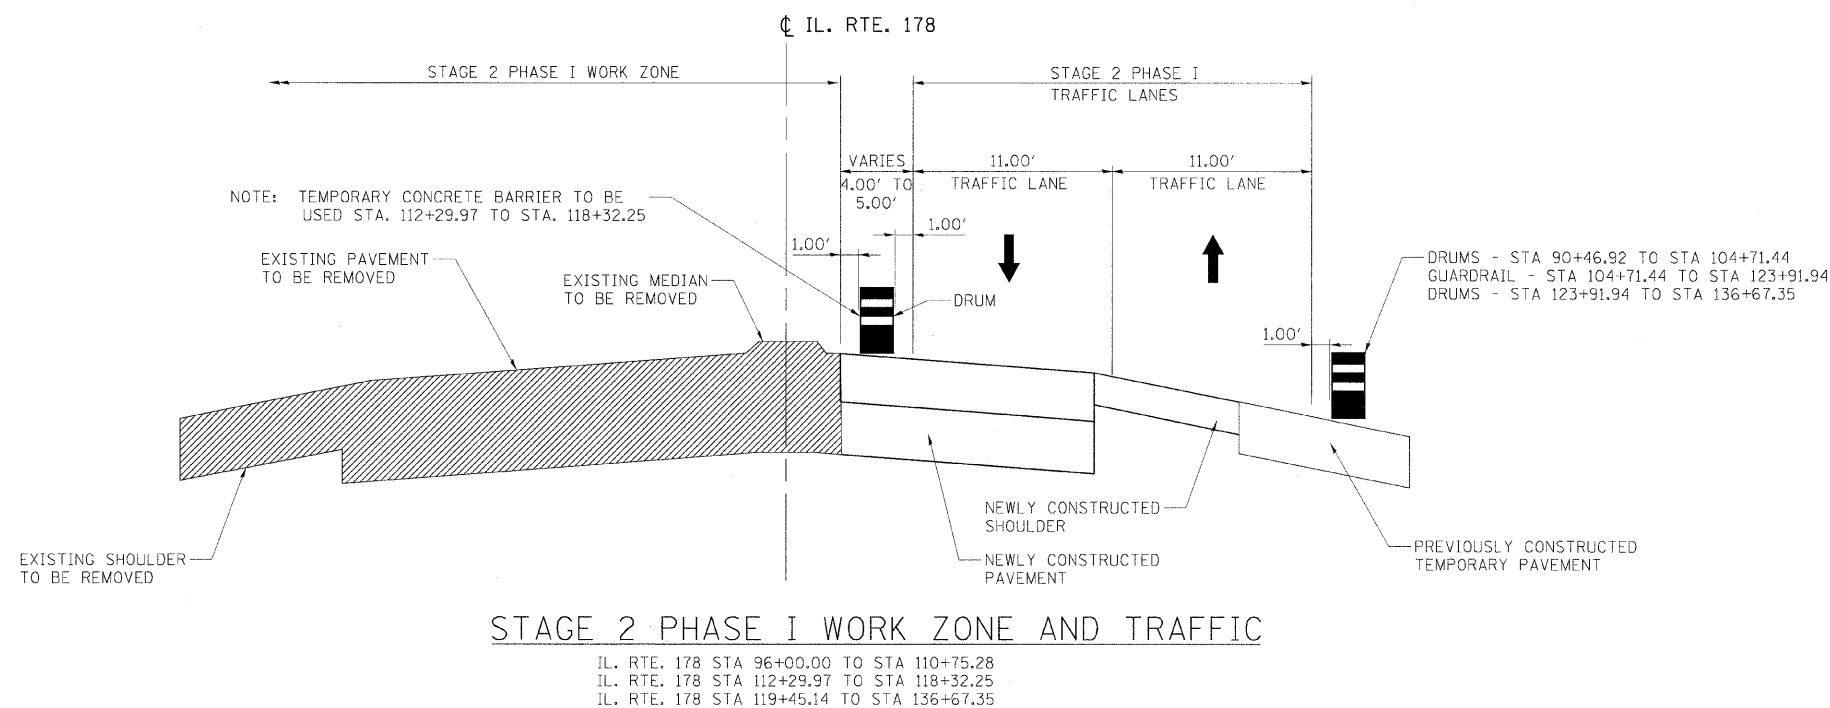 ℄ IL. RTE. 178
STAGE 2 PHASE I WORK ZONE
STAGE 2 PHASE I
TRAFFIC LANES
VARIES
4.00' TO
5.00'
11.00'
TRAFFIC LANE
11.00'
TRAFFIC LANE
NOTE: TEMPORARY CONCRETE BARRIER TO BE
USED STA. 112+29.97 TO STA. 118+32.25
1.00'
1.00'
EXISTING PAVEMENT
TO BE REMOVED
EXISTING MEDIAN
TO BE REMOVED
DRUM
DRUMS - STA 90+46.92 TO STA 104+71.44
GUARDRAIL - STA 104+71.44 TO STA 123+91.94
DRUMS - STA 123+91.94 TO STA 136+67.35
1.00'
NEWLY CONSTRUCTED
SHOULDER
EXISTING SHOULDER
TO BE REMOVED
NEWLY CONSTRUCTED
PAVEMENT
PREVIOUSLY CONSTRUCTED
TEMPORARY PAVEMENT
STAGE 2 PHASE I WORK ZONE AND TRAFFIC
IL. RTE. 178 STA 96+00.00 TO STA 110+75.28
IL. RTE. 178 STA 112+29.97 TO STA 118+32.25
IL. RTE. 178 STA 119+45.14 TO STA 136+67.35